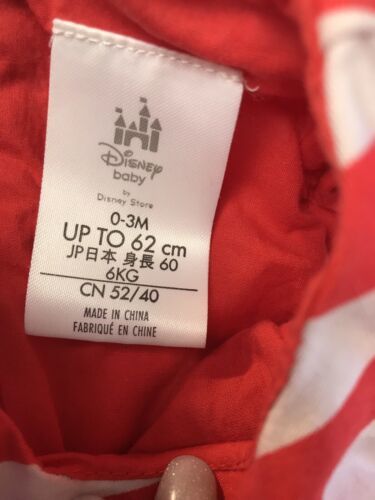 Disney
baby
by
Disney Store
0-3M
UP TO 62 cm
JP日本 身長 60
6KG
CN 52/40
MADE IN CHINA
FABRIQUÉ EN CHINE